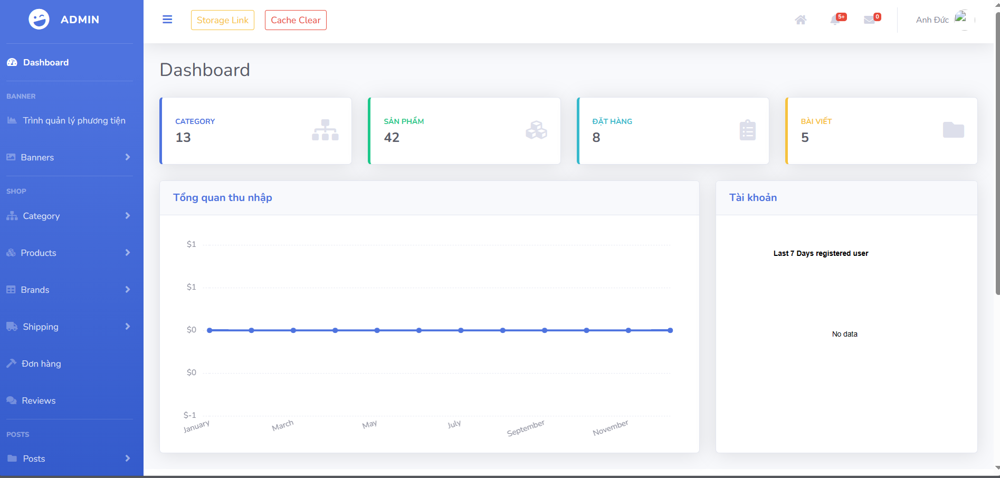 ADMIN
Dashboard
BANNER
Trình quản lý phương tiện
Banners
SHOP
Category
Products
Brands
Shipping
Đơn hàng
Reviews
POSTS
Posts
Storage Link
Cache Clear
5+
0
Anh Đức
Dashboard
CATEGORY
13
SẢN PHẨM
42
ĐẶT HÀNG
8
BÀI VIẾT
5
Tổng quan thu nhập
$1
$1
$0
$0
$-1
January
March
May
July
September
November
Tài khoản
Last 7 Days registered user
No data